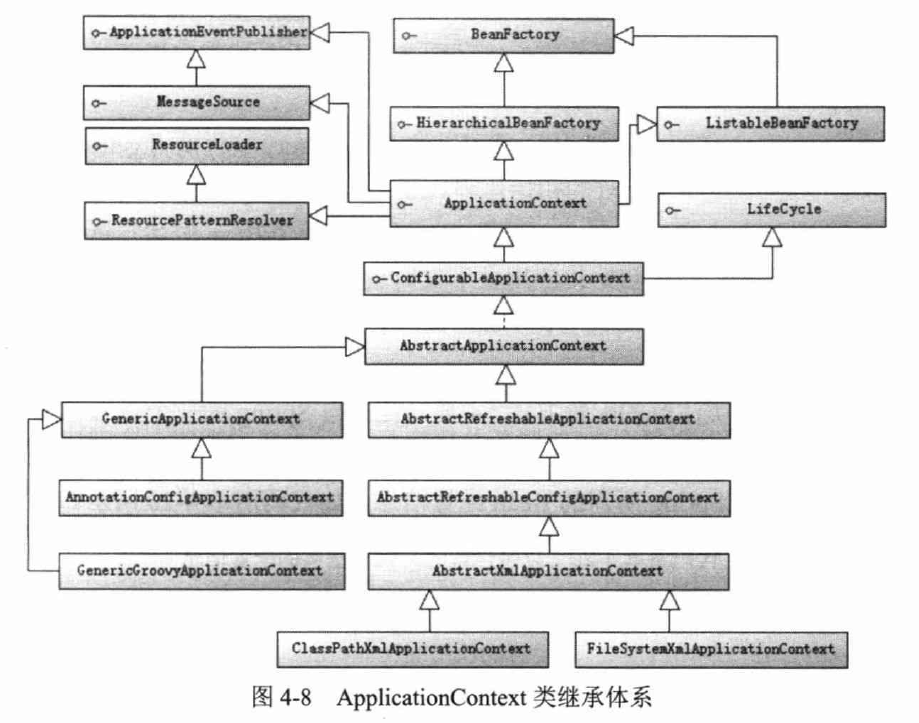 ApplicationEventPublisher
BeanFactory
MessageSource
HierarchicalBeanFactory
ListableBeanFactory
ResourceLoader
ApplicationContext
LifeCycle
ResourcePatternResolver
ConfigurableApplicationContext
AbstractApplicationContext
GenericApplicationContext
AbstractRefreshableApplicationContext
AnnotationConfigApplicationContext
AbstractRefreshableConfigApplicationContext
GenericGroovyApplicationContext
AbstractXmlApplicationContext
ClassPathXmlApplicationContext
FileSystemXmlApplicationContext
图 4-8 ApplicationContext 类继承体系